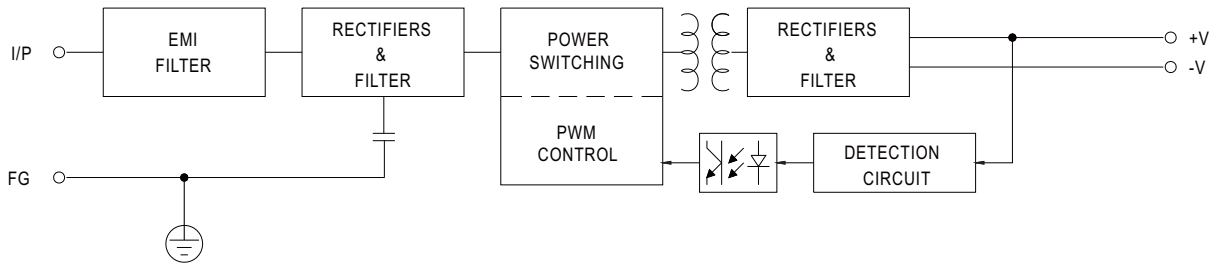 I/P
EMI
FILTER
RECTIFIERS
&
FILTER
POWER
SWITCHING
PWM
CONTROL
RECTIFIERS
&
FILTER
+V
-V
DETECTION
CIRCUIT
FG